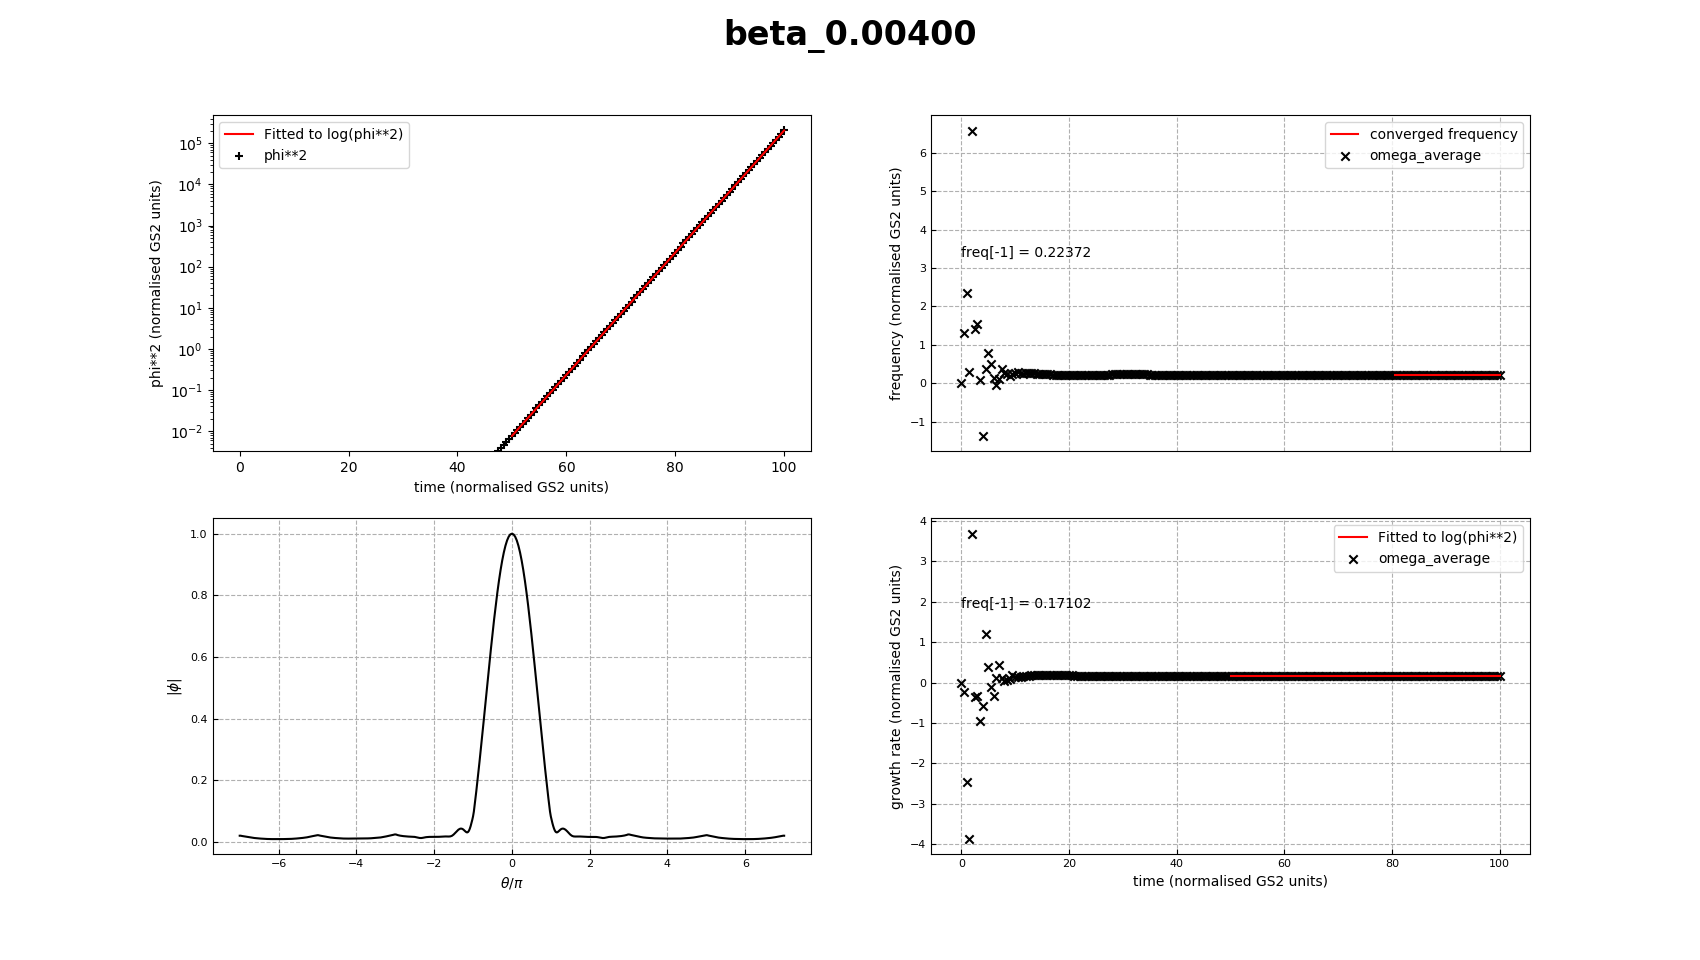 beta_0.00400
Fitted to log(phi**2)
phi**2
10^5
10^4
10^3
10^2
10^1
10^0
10^−1
10^−2
phi**2 (normalised GS2 units)
0 20 40 60 80 100
time (normalised GS2 units)
converged frequency
omega_average
freq[-1] = 0.22372
6
5
4
3
2
1
0
−1
frequency (normalised GS2 units)
1.0
0.8
0.6
0.4
0.2
0.0
|ϕ|
−6 −4 −2 0 2 4 6
θ/π
Fitted to log(phi**2)
omega_average
freq[-1] = 0.17102
4
3
2
1
0
−1
−2
−3
−4
growth rate (normalised GS2 units)
0 20 40 60 80 100
time (normalised GS2 units)